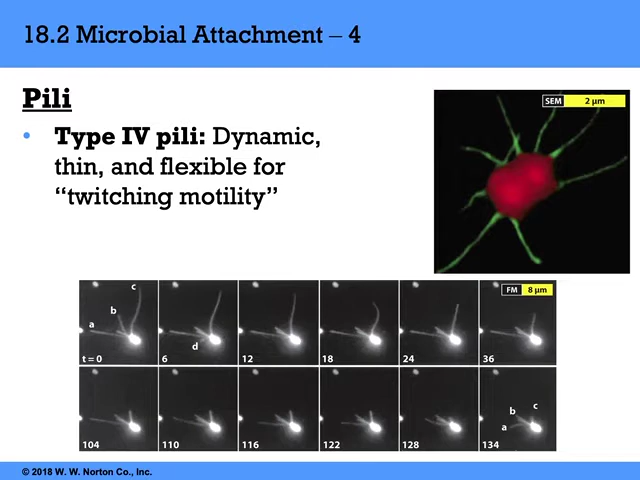 18.2 Microbial Attachment – 4
Pili
• Type IV pili: Dynamic,
thin, and flexible for
“twitching motility”
SEM 2 µm
c
b
a
t = 0
d
6
12
18
24
FM 8 µm
36
104
110
116
122
128
c
b
a
134
© 2018 W. W. Norton Co., Inc.